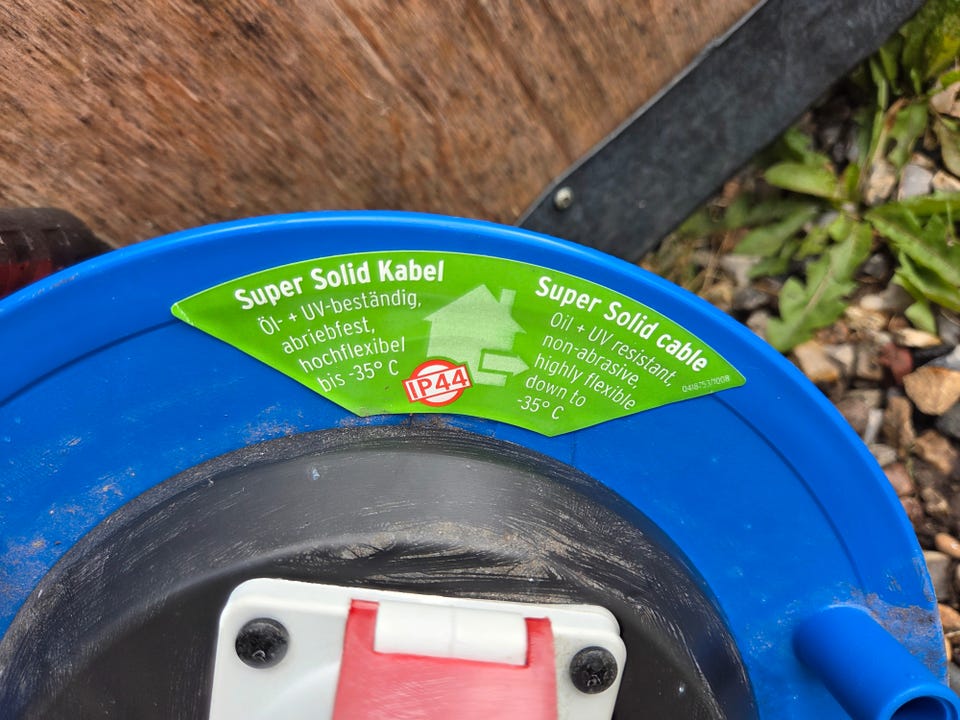 Super Solid Kabel
Öl- + UV-beständig,
abriebfest,
hochflexibel
bis -35° C
IP44
Super Solid cable
Oil + UV resistant,
non-abrasive,
highly flexible
down to
-35° C